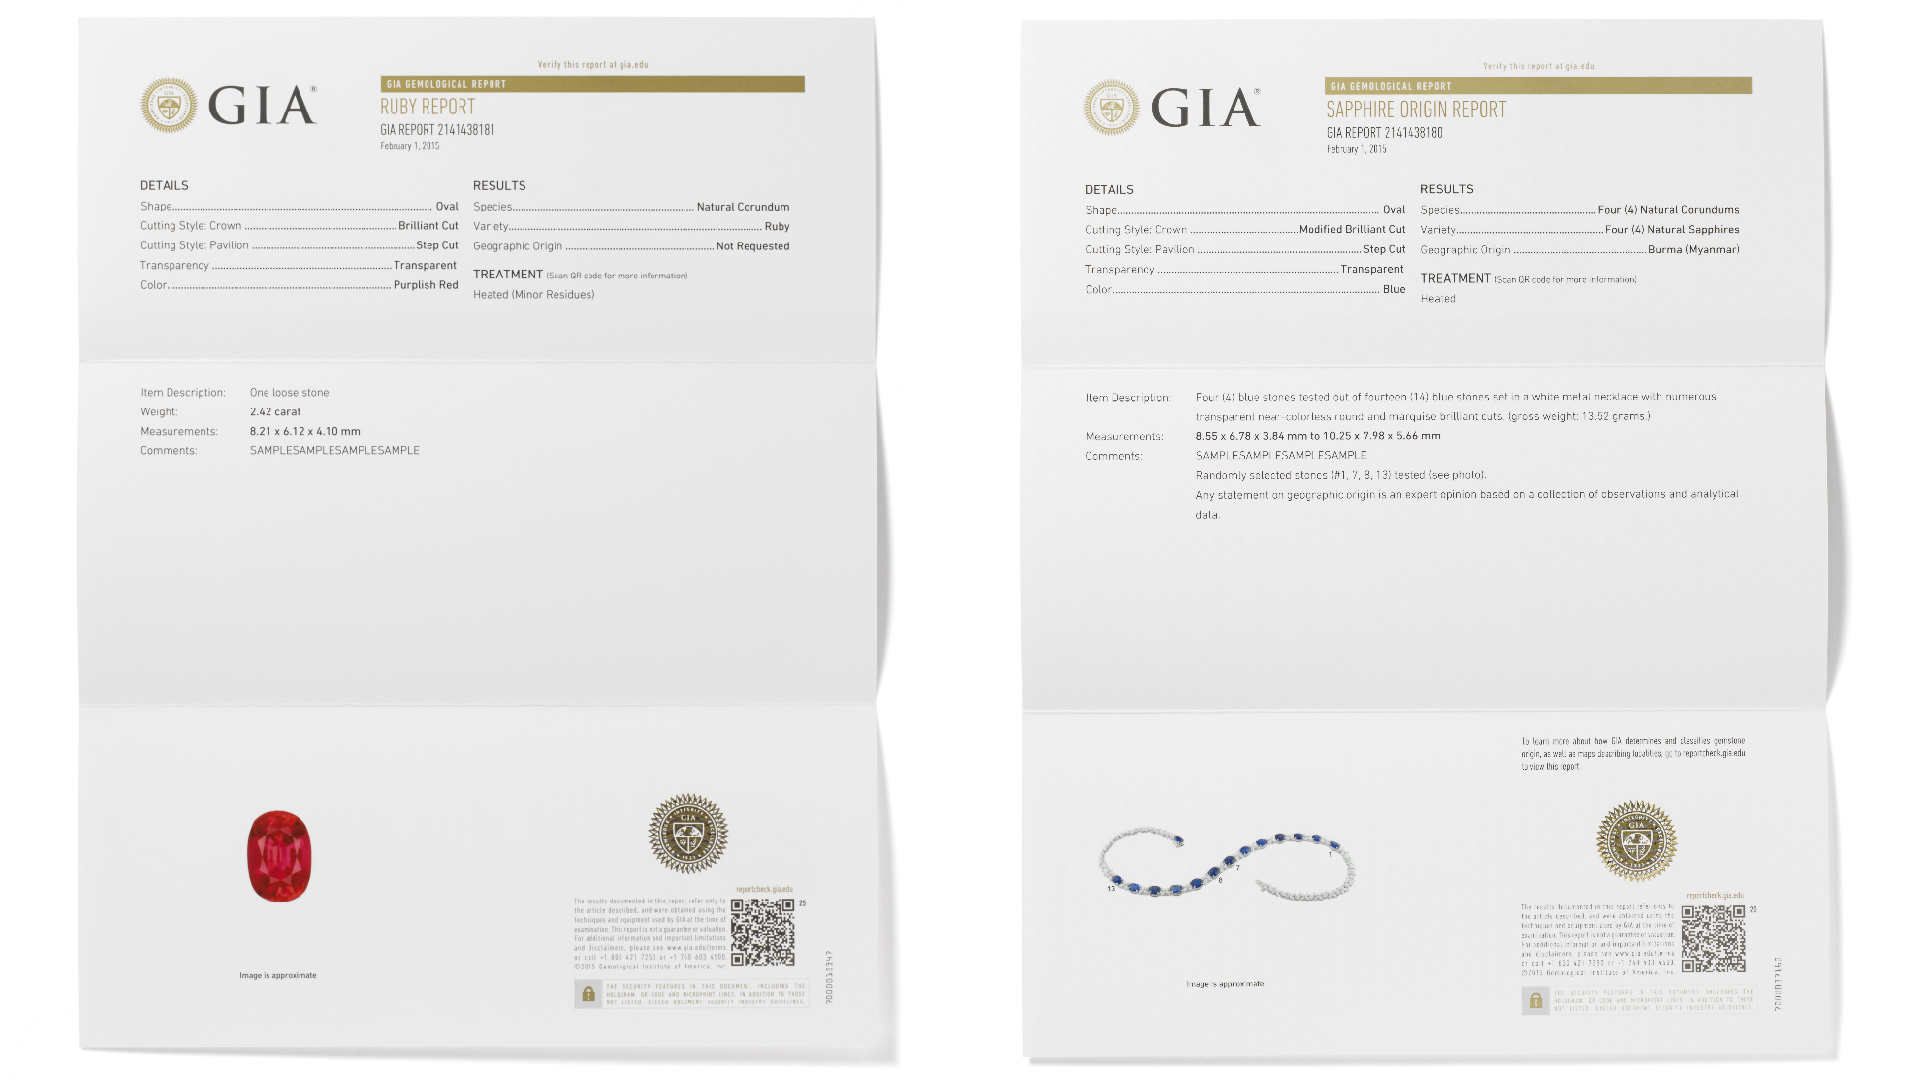 Verify this report at gia.edu
GIA®
GIA GEMOLOGICAL REPORT
RUBY REPORT
GIA REPORT 2141438181
February 1, 2015
DETAILS
Shape Oval
Cutting Style: Crown Brilliant Cut
Cutting Style: Pavilion Step Cut
Transparency Transparent
Color Purplish Red
RESULTS
Species Natural Corundum
Variety Ruby
Geographic Origin Not Requested
TREATMENT (Scan QR code for more information)
Heated (Minor Residues)
Item Description: One loose stone
Weight: 2.42 carat
Measurements: 8.21 x 6.12 x 4.10 mm
Comments: SAMPLESAMPLESAMPLESAMPLE
Image is approximate
GIA
reportcheck.gia.edu
25
The results documented in this report refer only to
the article described, and were obtained using the
techniques and equipment used by GIA at the time of
examination. This report is not a guarantee or valuation.
For additional information and important limitations
and disclaimers, please see www.gia.edu/terms
or call +1 800 421 7250 or +1 760 603 4500.
©2015 Gemological Institute of America, Inc.
THE SECURITY FEATURES IN THIS DOCUMENT, INCLUDING THE
HOLOGRAM, QR CODE AND MICROPRINT LINES, IN ADDITION TO THOSE
NOT LISTED, EXCEED DOCUMENT SECURITY INDUSTRY GUIDELINES.
Verify this report at gia.edu
GIA®
GIA GEMOLOGICAL REPORT
SAPPHIRE ORIGIN REPORT
GIA REPORT 2141438180
February 1, 2015
DETAILS
Shape Oval
Cutting Style: Crown Modified Brilliant Cut
Cutting Style: Pavilion Step Cut
Transparency Transparent
Color Blue
RESULTS
Species Four (4) Natural Corundums
Variety Four (4) Natural Sapphires
Geographic Origin Burma (Myanmar)
TREATMENT (Scan QR code for more information)
Heated
Item Description: Four (4) blue stones tested out of fourteen (14) blue stones set in a white metal necklace with numerous
transparent near-colorless round and marquise brilliant cuts. (gross weight: 13.52 grams.)
Measurements: 8.55 x 6.78 x 3.84 mm to 10.25 x 7.98 x 5.66 mm
Comments: SAMPLESAMPLESAMPLESAMPLE
Randomly selected stones (#1, 7, 8, 13) tested (see photo).
Any statement on geographic origin is an expert opinion based on a collection of observations and analytical
data.
1
7
8
13
Image is approximate
To learn more about how GIA determines and classifies gemstone
origin, as well as maps describing localities, go to reportcheck.gia.edu
to view this report.
GIA
reportcheck.gia.edu
20
The results documented in this report refer only to
the article described, and were obtained using the
techniques and equipment used by GIA at the time of
examination. This report is not a guarantee or valuation.
For additional information and important limitations
and disclaimers, please see www.gia.edu/terms
or call +1 800 421 7250 or +1 760 603 4500.
©2015 Gemological Institute of America, Inc.
THE SECURITY FEATURES IN THIS DOCUMENT, INCLUDING THE
HOLOGRAM, QR CODE AND MICROPRINT LINES, IN ADDITION TO THOSE
NOT LISTED, EXCEED DOCUMENT SECURITY INDUSTRY GUIDELINES.